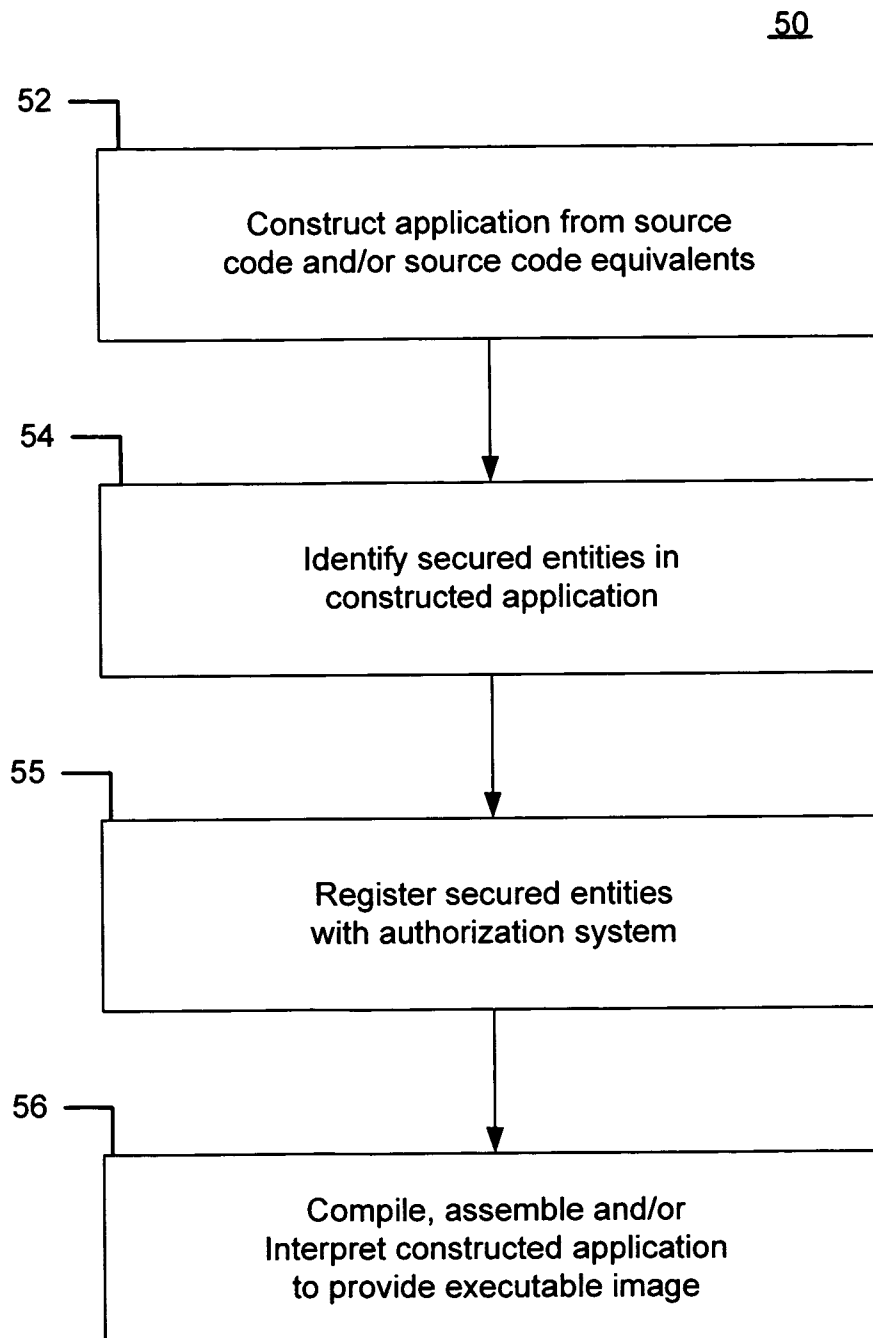 50
52
Construct application from source
code and/or source code equivalents
54
Identify secured entities in
constructed application
55
Register secured entities
with authorization system
56
Compile, assemble and/or
Interpret constructed application
to provide executable image